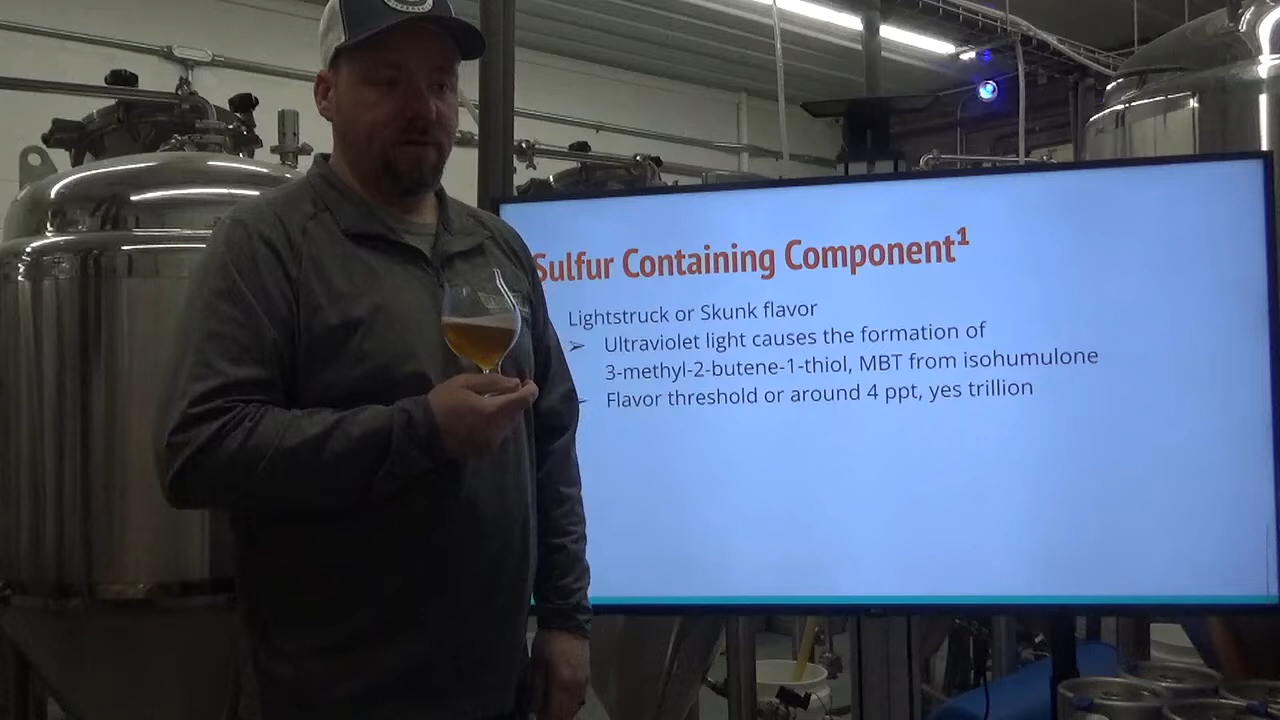 Sulfur Containing Component¹
Lightstruck or Skunk flavor
➢ Ultraviolet light causes the formation of
3-methyl-2-butene-1-thiol, MBT from isohumulone
Flavor threshold or around 4 ppt, yes trillion